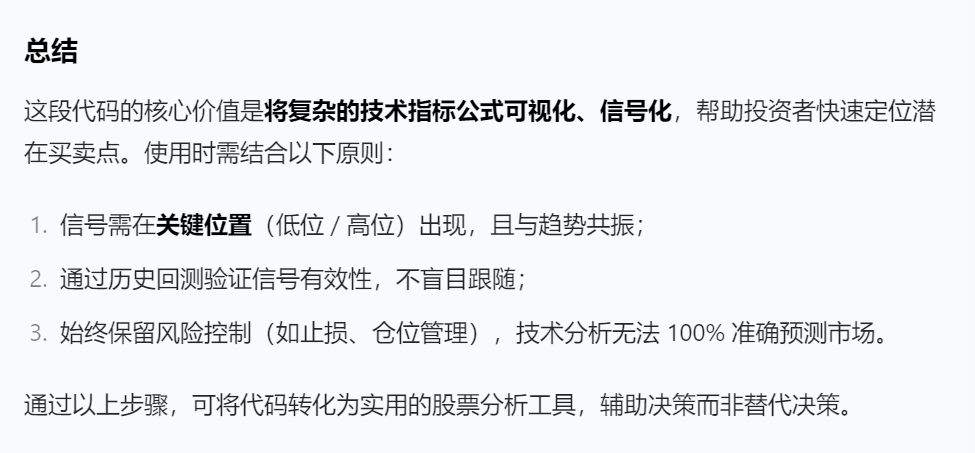 总结
这段代码的核心价值是将复杂的技术指标公式可视化、信号化，帮助投资者快速定位潜
在买卖点。使用时需结合以下原则：
1. 信号需在关键位置（低位 / 高位）出现，且与趋势共振；
2. 通过历史回测验证信号有效性，不盲目跟随；
3. 始终保留风险控制（如止损、仓位管理），技术分析无法 100% 准确预测市场。
通过以上步骤，可将代码转化为实用的股票分析工具，辅助决策而非替代决策。